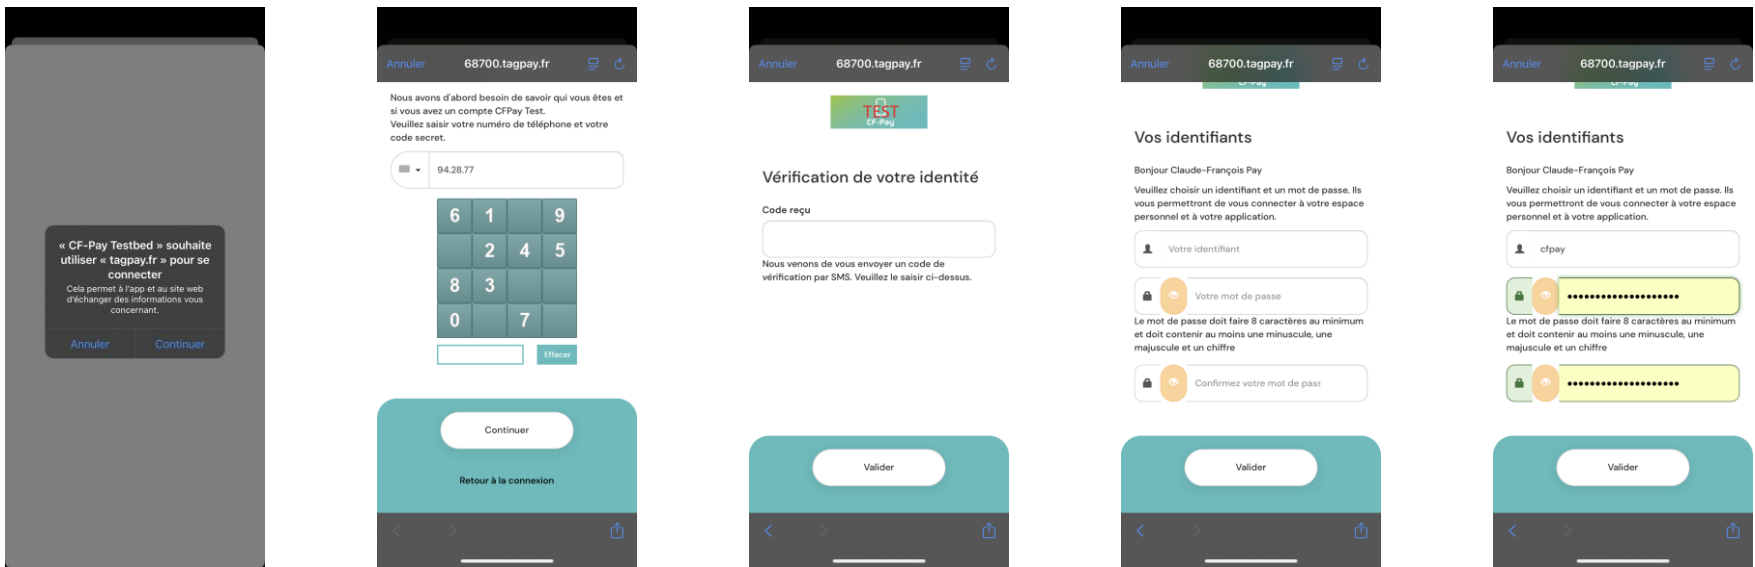 « CF-Pay Testbed » souhaite
utiliser « tagpay.fr » pour se
connecter
Cela permet à l'app et au site web
d'échanger des informations vous
concernant.
Annuler
Continuer
Annuler
68700.tagpay.fr
Nous avons d'abord besoin de savoir qui vous êtes et
si vous avez un compte CFPay Test.
Veuillez saisir votre numéro de téléphone et votre
code secret.
94.28.77
6 1 9
2 4 5
8 3
0 7
Effacer
Continuer
Retour à la connexion
Annuler
68700.tagpay.fr
TEST
CF-Pay
Vérification de votre identité
Code reçu
Nous venons de vous envoyer un code de
vérification par SMS. Veuillez le saisir ci-dessus.
Valider
Annuler
68700.tagpay.fr
CF-Pay
Vos identifiants
Bonjour Claude-François Pay
Veuillez choisir un identifiant et un mot de passe. Ils
vous permettront de vous connecter à votre espace
personnel et à votre application.
Votre identifiant
Votre mot de passe
Le mot de passe doit faire 8 caractères au minimum
et doit contenir au moins une minuscule, une
majuscule et un chiffre
Confirmez votre mot de pas
Valider
Annuler
68700.tagpay.fr
CF-Pay
Vos identifiants
Bonjour Claude-François Pay
Veuillez choisir un identifiant et un mot de passe. Ils
vous permettront de vous connecter à votre espace
personnel et à votre application.
cfpay
••••••••••••••••••••
Le mot de passe doit faire 8 caractères au minimum
et doit contenir au moins une minuscule, une
majuscule et un chiffre
••••••••••••••••••••
Valider